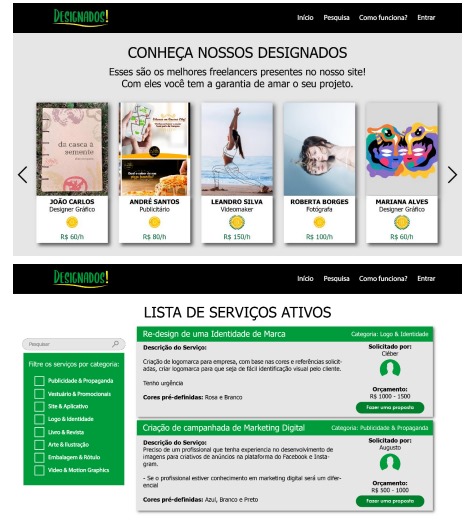 DESIGNADOS!
Início Pesquisa Como funciona? Entrar
CONHEÇA NOSSOS DESIGNADOS
Esses são os melhores freelancers presentes no nosso site!
Com eles você tem a garantia de amar o seu projeto.
da casca à
semente
JOÃO CARLOS
Designer Gráfico
R$ 60/h
ANDRÉ SANTOS
Publicitário
R$ 80/h
LEANDRO SILVA
Videomaker
R$ 150/h
ROBERTA BORGES
Fotógrafa
R$ 100/h
MARIANA ALVES
Designer Gráfico
R$ 60/h
DESIGNADOS!
Início Pesquisa Como funciona? Entrar
LISTA DE SERVIÇOS ATIVOS
Pesquisar
Filtre os serviços por categoria:
Publicidade & Propaganda
Vestuário & Promocionais
Site & Aplicativo
Logo & Identidade
Livro & Revista
Arte & Ilustração
Embalagem & Rótulo
Vídeo & Motion Graphics
Re-design de uma Identidade de Marca Categoria: Logo & Identidade
Descrição do Serviço:
Criação de logomarca para empresa, com base nas cores e referências solicit-
adas, criar logomarca para que seja de fácil identificação visual pelo cliente.
Tenho urgência
Cores pré-definidas: Rosa e Branco
Solicitado por:
Cléber
Orçamento:
R$ 1000 - 1500
Fazer uma proposta
Criação de campanhada de Marketing Digital Categoria: Publicidade & Propaganda
Descrição do Serviço:
Preciso de um profissional que tenha experiencia no desenvolvimento de
imagens para criativos de anúncios na plataforma do Facebook e Insta-
gram.
- Se o profissional estiver conhecimento em marketing digital será um difer-
encial
Cores pré-definidas: Azul, Branco e Preto
Solicitado por:
Augusto
Orçamento:
R$ 500 - 1000
Fazer uma proposta